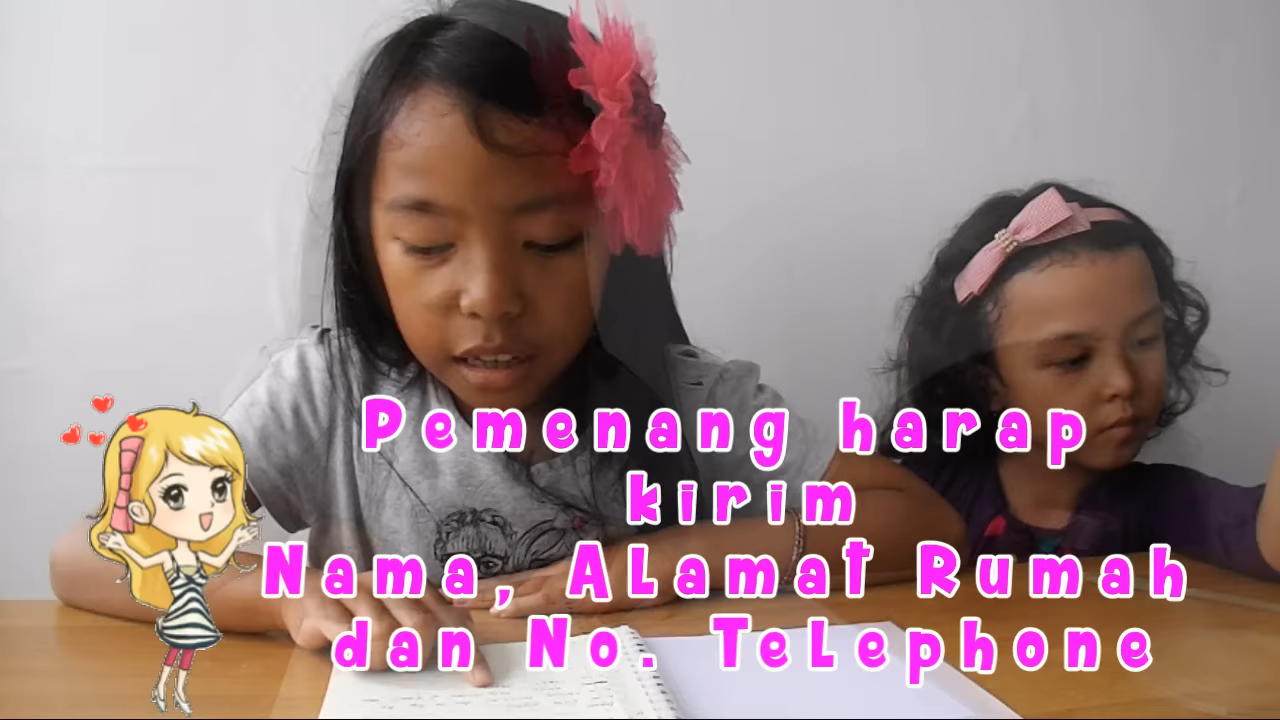 Pemenang harap
kirim
Nama, ALamat Rumah
dan No. TeLephone